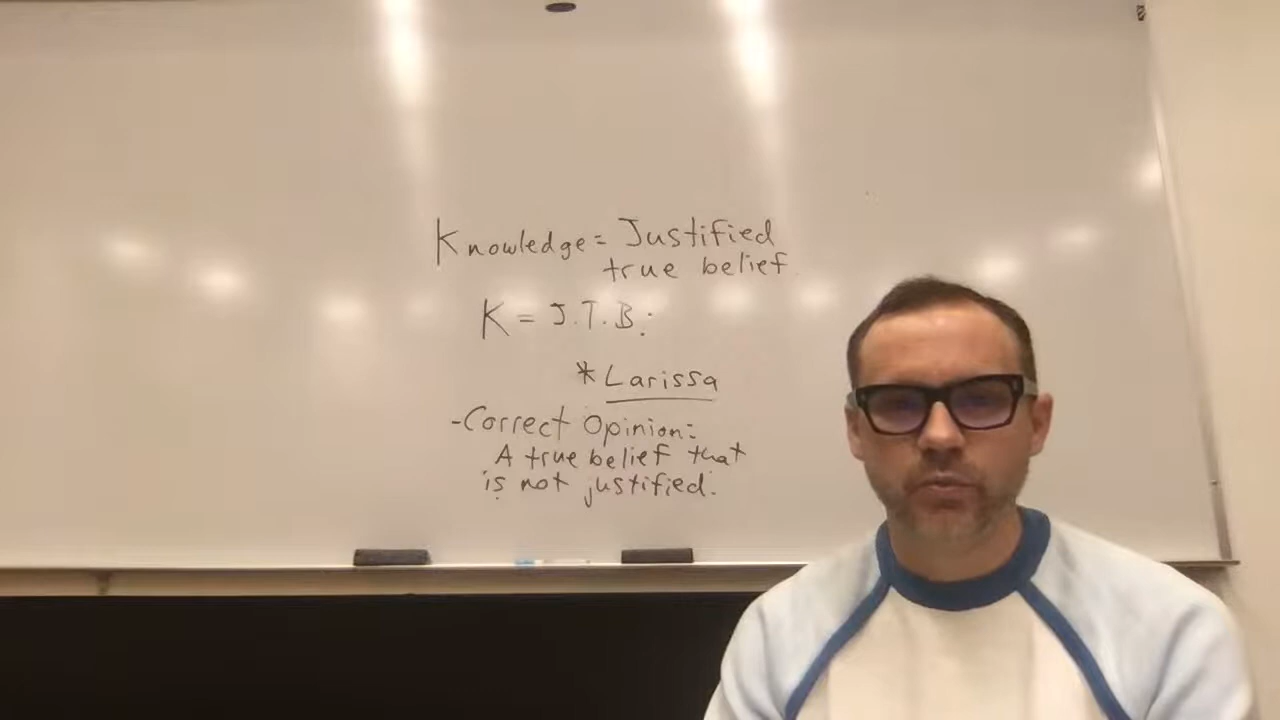 Knowledge = Justified
true belief
K = J.T.B.:
* Larissa
- Correct Opinion:
A true belief that
is not justified.